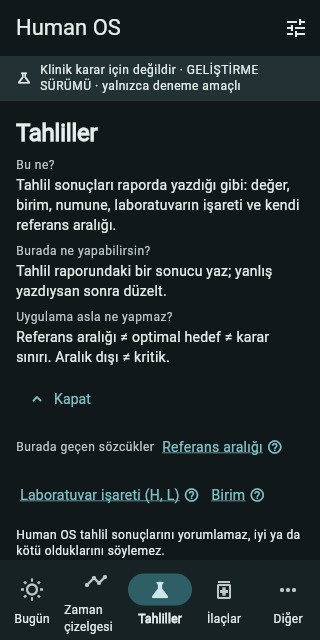 Human OS
Klinik karar için değildir · GELİŞTİRME
SÜRÜMÜ · yalnızca deneme amaçlı
Tahliller
Bu ne?
Tahlil sonuçları raporda yazdığı gibi: değer,
birim, numune, laboratuvarın işareti ve kendi
referans aralığı.
Burada ne yapabilirsin?
Tahlil raporundaki bir sonucu yaz; yanlış
yazdıysan sonra düzelt.
Uygulama asla ne yapmaz?
Referans aralığı ≠ optimal hedef ≠ karar
sınırı. Aralık dışı ≠ kritik.
Kapat
Burada geçen sözcükler Referans aralığı
Laboratuvar işareti (H, L) Birim
Human OS tahlil sonuçlarını yorumlamaz, iyi ya da
kötü olduklarını söylemez.
Bugün
Zaman
çizelgesi
Tahliller
İlaçlar
Diğer